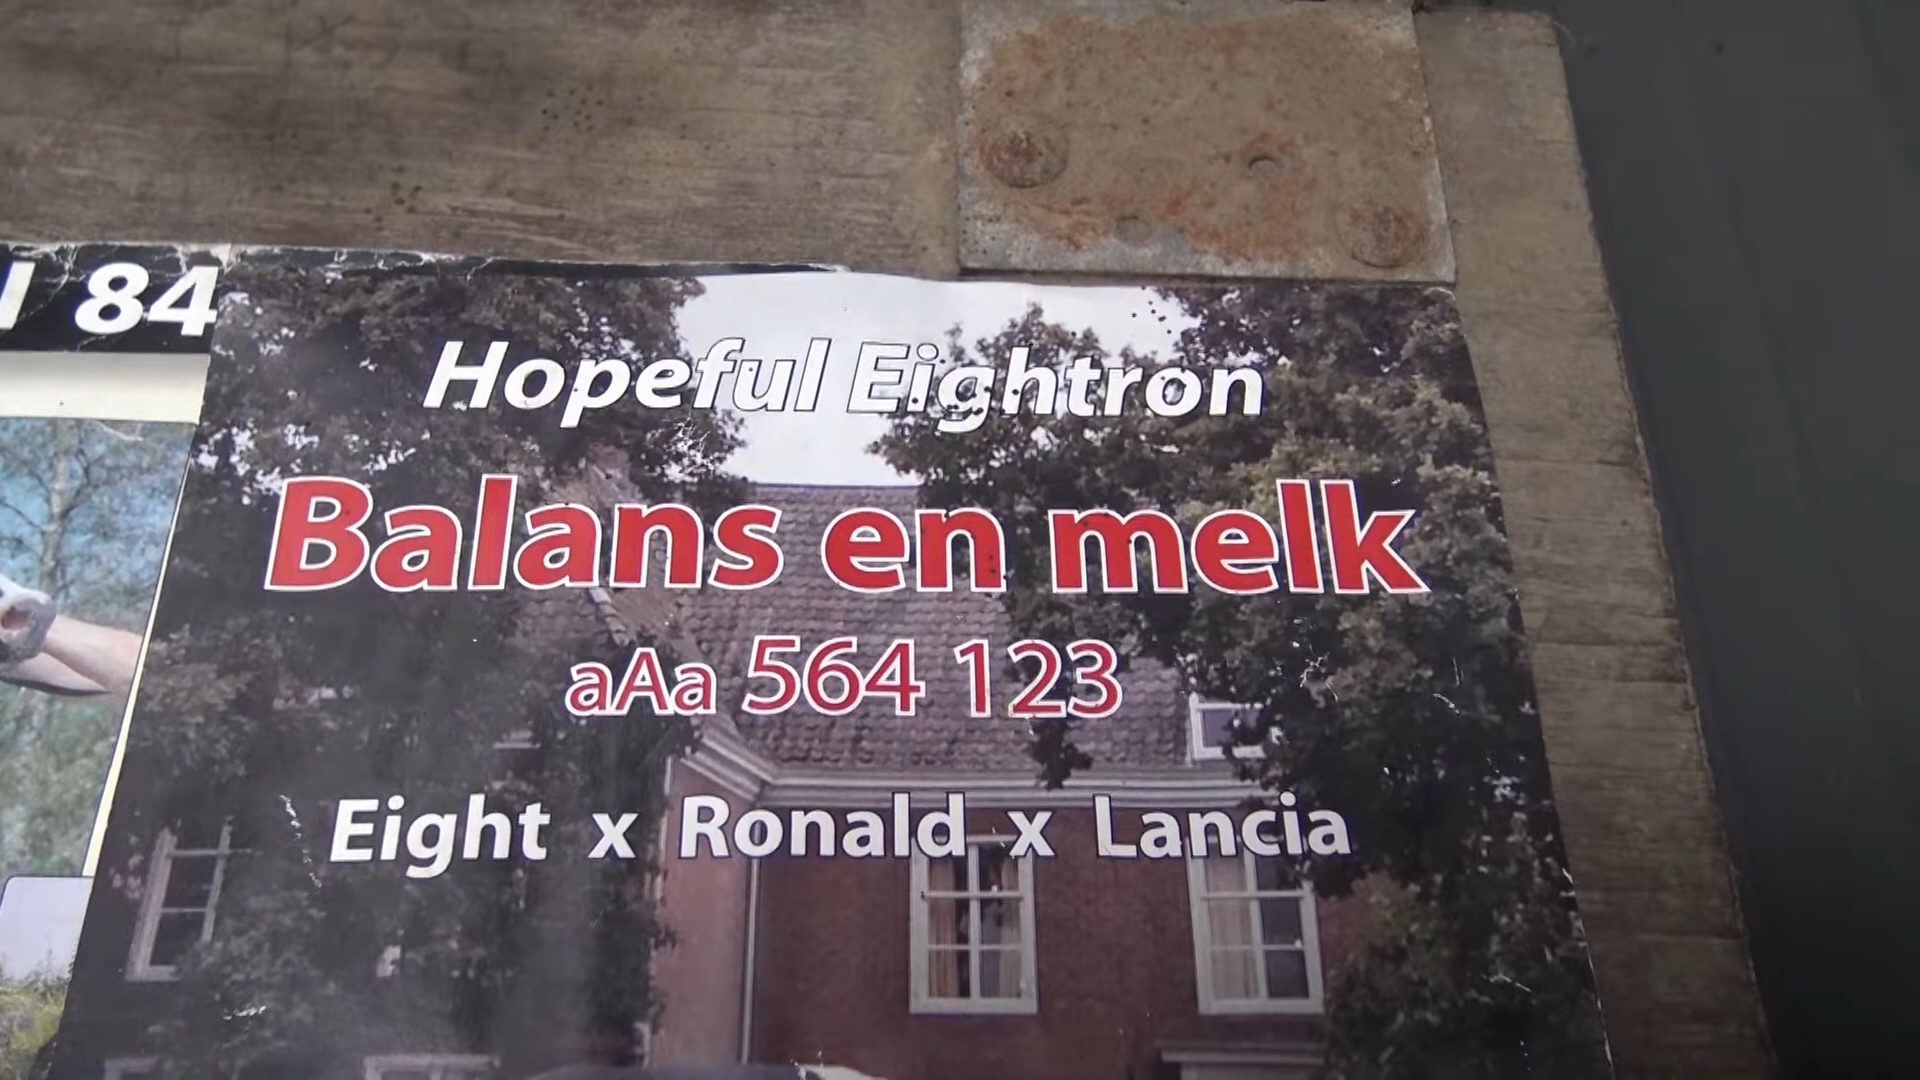 84
Hopeful Eightron
Balans en melk
aAa 564 123
Eight x Ronald x Lancia